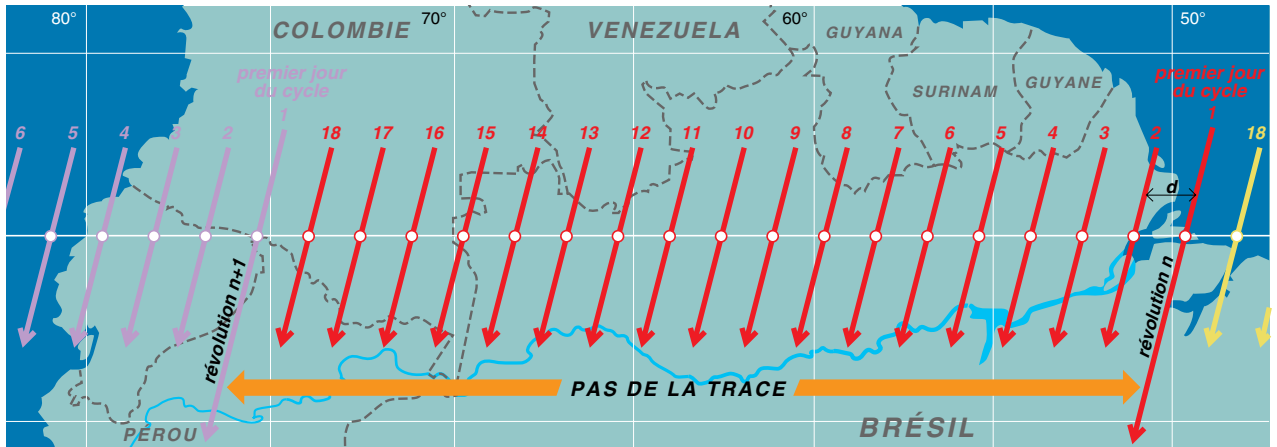 80°
70°
60°
50°
COLOMBIE
VENEZUELA
GUYANA
SURINAM
GUYANE
premier jour
du cycle
premier jour
du cycle
6 5 4 3 2 1 18 17 16 15 14 13 12 11 10 9 8 7 6 5 4 3 2 1 18
d
révolution n+1
révolution n
PAS DE LA TRACE
PÉROU
BRÉSIL